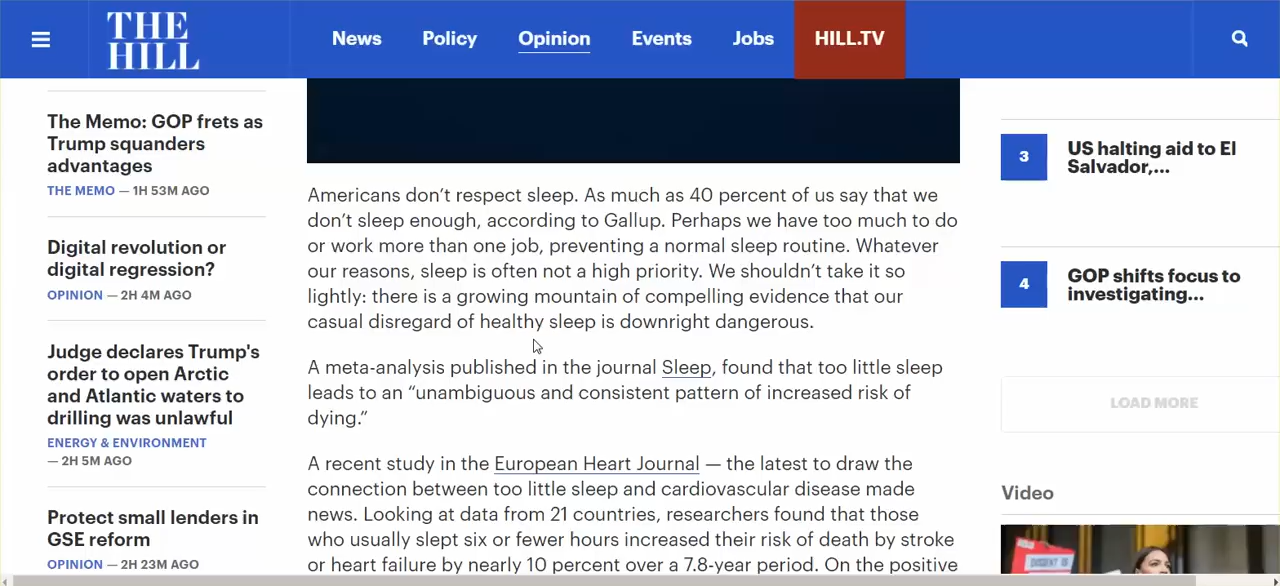 THE
HILL
News
Policy
Opinion
Events
Jobs
HILL.TV
The Memo: GOP frets as
Trump squanders
advantages
THE MEMO — 1H 53M AGO
Digital revolution or
digital regression?
OPINION — 2H 4M AGO
Judge declares Trump's
order to open Arctic
and Atlantic waters to
drilling was unlawful
ENERGY & ENVIRONMENT
— 2H 5M AGO
Protect small lenders in
GSE reform
OPINION — 2H 23M AGO
Americans don’t respect sleep. As much as 40 percent of us say that we
don’t sleep enough, according to Gallup. Perhaps we have too much to do
or work more than one job, preventing a normal sleep routine. Whatever
our reasons, sleep is often not a high priority. We shouldn’t take it so
lightly: there is a growing mountain of compelling evidence that our
casual disregard of healthy sleep is downright dangerous.
A meta-analysis published in the journal Sleep, found that too little sleep
leads to an “unambiguous and consistent pattern of increased risk of
dying.”
A recent study in the European Heart Journal — the latest to draw the
connection between too little sleep and cardiovascular disease made
news. Looking at data from 21 countries, researchers found that those
who usually slept six or fewer hours increased their risk of death by stroke
or heart failure by nearly 10 percent over a 7.8-year period. On the positive
3
US halting aid to El
Salvador,...
4
GOP shifts focus to
investigating...
LOAD MORE
Video
DISSENT IS